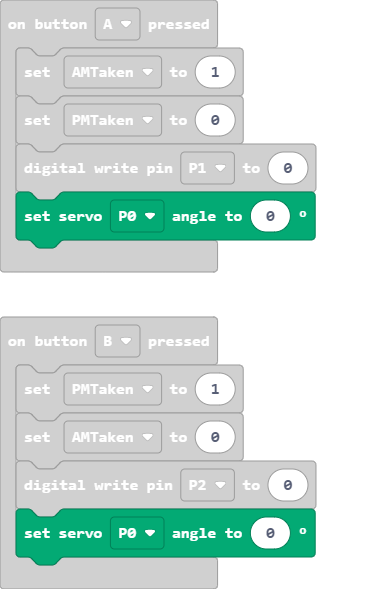 on button A pressed
set AMTaken to 1
set PMTaken to 0
digital write pin P1 to 0
set servo P0 angle to 0 °
on button B pressed
set PMTaken to 1
set AMTaken to 0
digital write pin P2 to 0
set servo P0 angle to 0 °